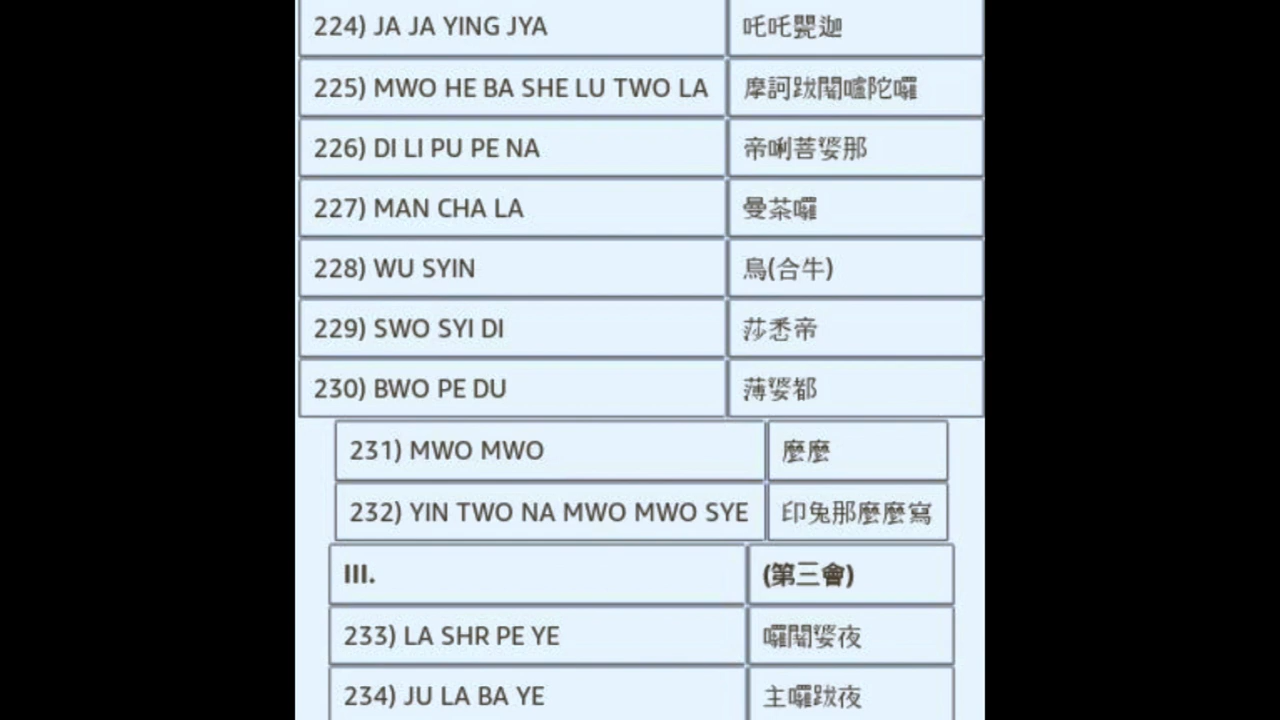 224) JA JA YING JYA 吒吒甖迦
225) MWO HE BA SHE LU TWO LA 摩訶跋闍嚧陀囉
226) DI LI PU PE NA 帝唎菩婆那
227) MAN CHA LA 曼茶囉
228) WU SYIN 烏(合牛)
229) SWO SYI DI 莎悉帝
230) BWO PE DU 薄婆都
231) MWO MWO 麼麼
232) YIN TWO NA MWO MWO SYE 印兔那麼麼寫
III. (第三會)
233) LA SHR PE YE 囉闍婆夜
234) JU LA BA YE 主囉跋夜